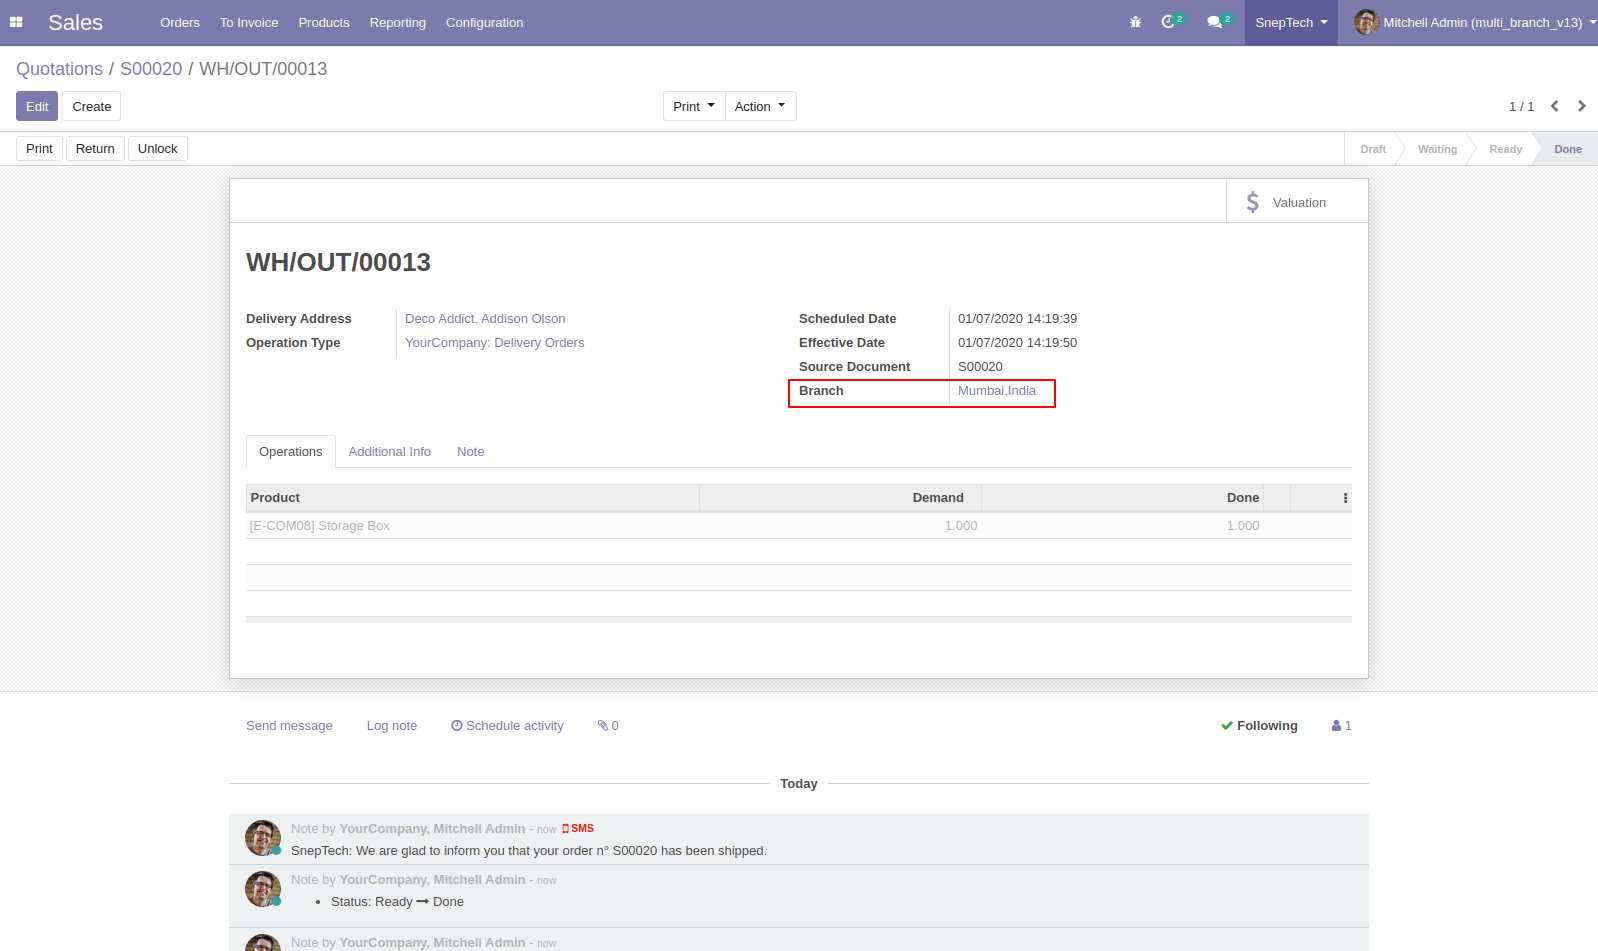 Sales Orders To Invoice Products Reporting Configuration 2 2 SnepTech Mitchell Admin (multi_branch_v13)
Quotations / S00020 / WH/OUT/00013
Edit Create Print Action 1 / 1
Print Return Unlock Draft Waiting Ready Done
$ Valuation
WH/OUT/00013
Delivery Address Deco Addict, Addison Olson Scheduled Date 01/07/2020 14:19:39
Operation Type YourCompany: Delivery Orders Effective Date 01/07/2020 14:19:50
Source Document S00020
Branch Mumbai,India
Operations Additional Info Note
Product Demand Done
[E-COM08] Storage Box 1.000 1.000
Send message Log note Schedule activity 0 Following 1
Today
Note by YourCompany, Mitchell Admin - now SMS
SnepTech: We are glad to inform you that your order n° S00020 has been shipped.
Note by YourCompany, Mitchell Admin - now
• Status: Ready → Done
Note by YourCompany, Mitchell Admin - now